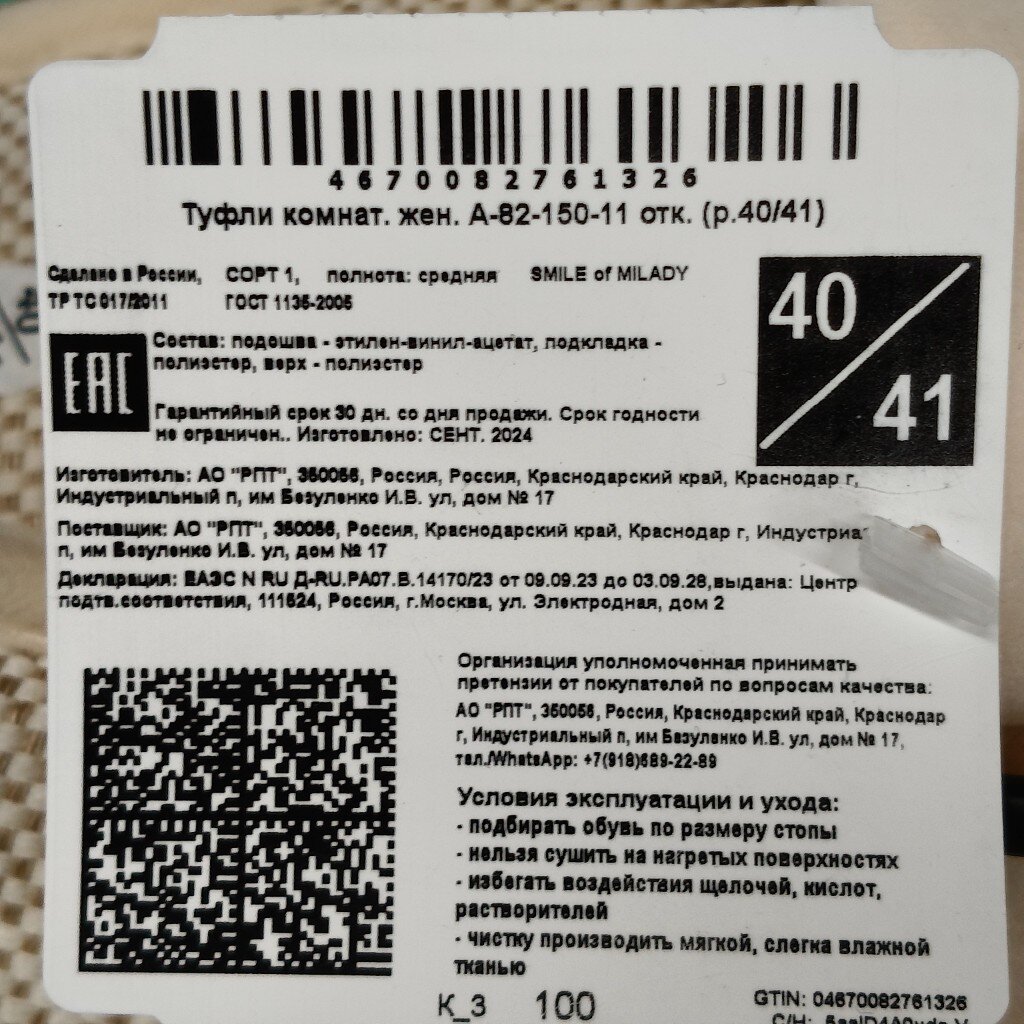 4670082761326
Туфли комнат. жен. А-82-150-11 отк. (р.40/41)
Сделано в России, СОРТ 1, полнота: средняя SMILE of MILADY
ТР ТС 017/2011 ГОСТ 1135-2005
40
41
EAC
Состав: подошва - этилен-винил-ацетат, подкладка -
полиэстер, верх - полиэстер
Гарантийный срок 30 дн. со дня продажи. Срок годности
не ограничен.. Изготовлено: СЕНТ. 2024
Изготовитель: АО "РПТ", 350056, Россия, Россия, Краснодарский край, Краснодар г,
Индустриальный п, им Безуленко И.В. ул, дом № 17
Поставщик: АО "РПТ", 350056, Россия, Краснодарский край, Краснодар г, Индустриа
п, им Безуленко И.В. ул, дом № 17
Декларация: ЕАЭС N RU Д-RU.РА07.В.14170/23 от 09.09.23 до 03.09.28,выдана: Центр
подтв.соответствия, 111524, Россия, г.Москва, ул. Электродная, дом 2
Организация уполномоченная принимать
претензии от покупателей по вопросам качества:
АО "РПТ", 350056, Россия, Краснодарский край, Краснодар
г, Индустриальный п, им Безуленко И.В. ул, дом № 17,
тел./WhatsApp: +7(918)689-22-89
Условия эксплуатации и ухода:
- подбирать обувь по размеру стопы
- нельзя сушить на нагретых поверхностях
- избегать воздействия щелочей, кислот,
растворителей
- чистку производить мягкой, слегка влажной
тканью
К_3 100
GTIN: 04670082761326
С/Н: